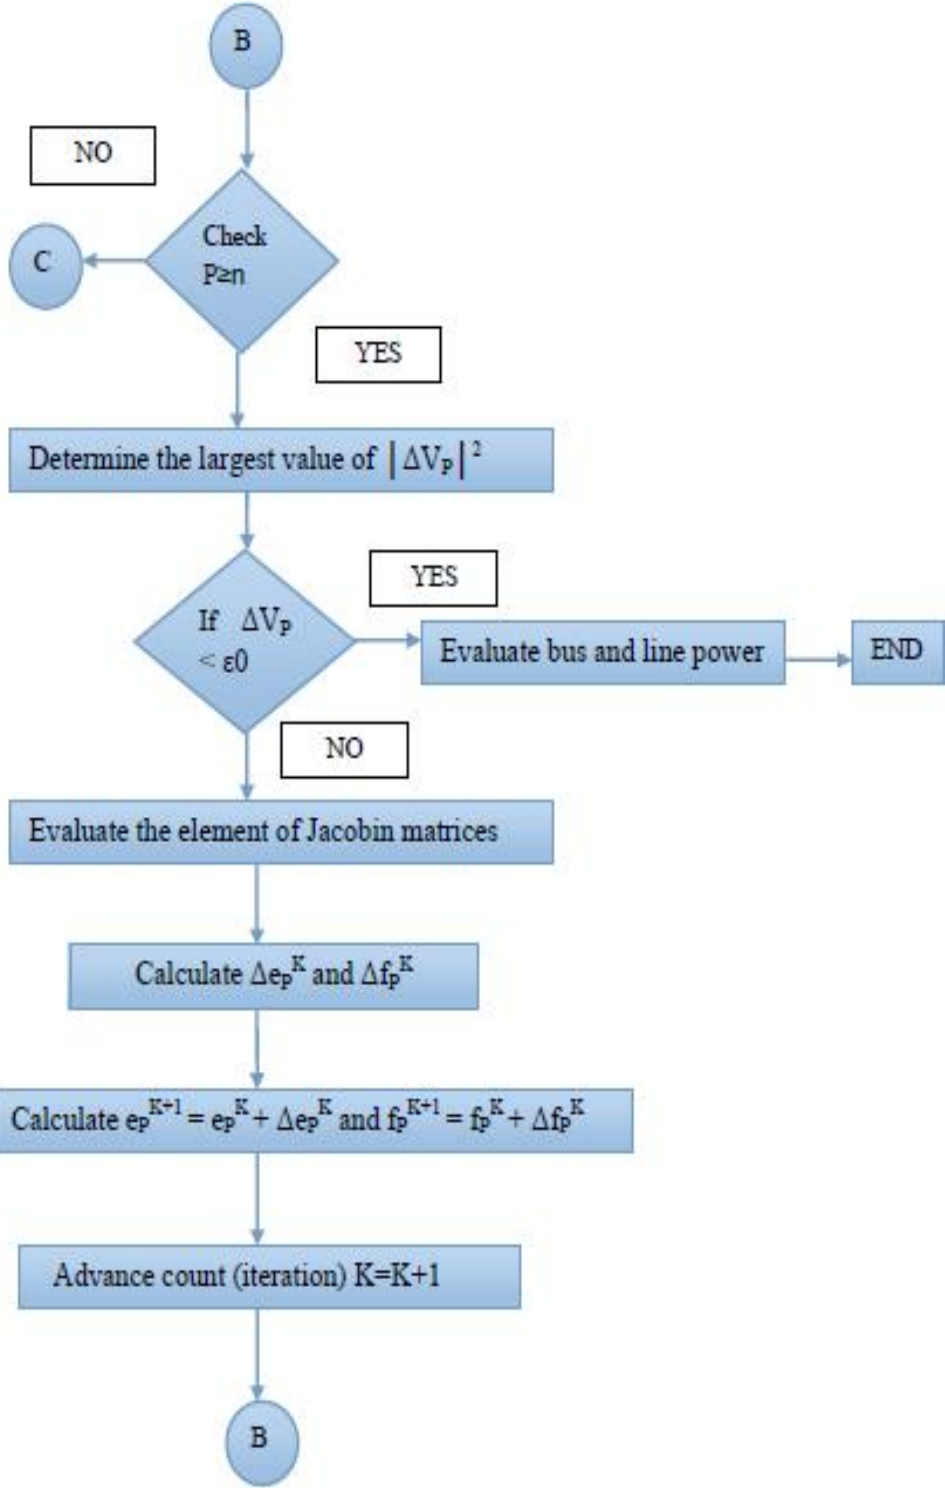 B
NO
Check
P≥n
C
YES
Determine the largest value of |ΔVₚ|²
YES
If ΔVₚ
< ε0
Evaluate bus and line power
END
NO
Evaluate the element of Jacobin matrices
Calculate Δeₚᴷ and Δfₚᴷ
Calculate eₚᴷ⁺¹ = eₚᴷ + Δeₚᴷ and fₚᴷ⁺¹ = fₚᴷ + Δfₚᴷ
Advance count (iteration) K=K+1
B